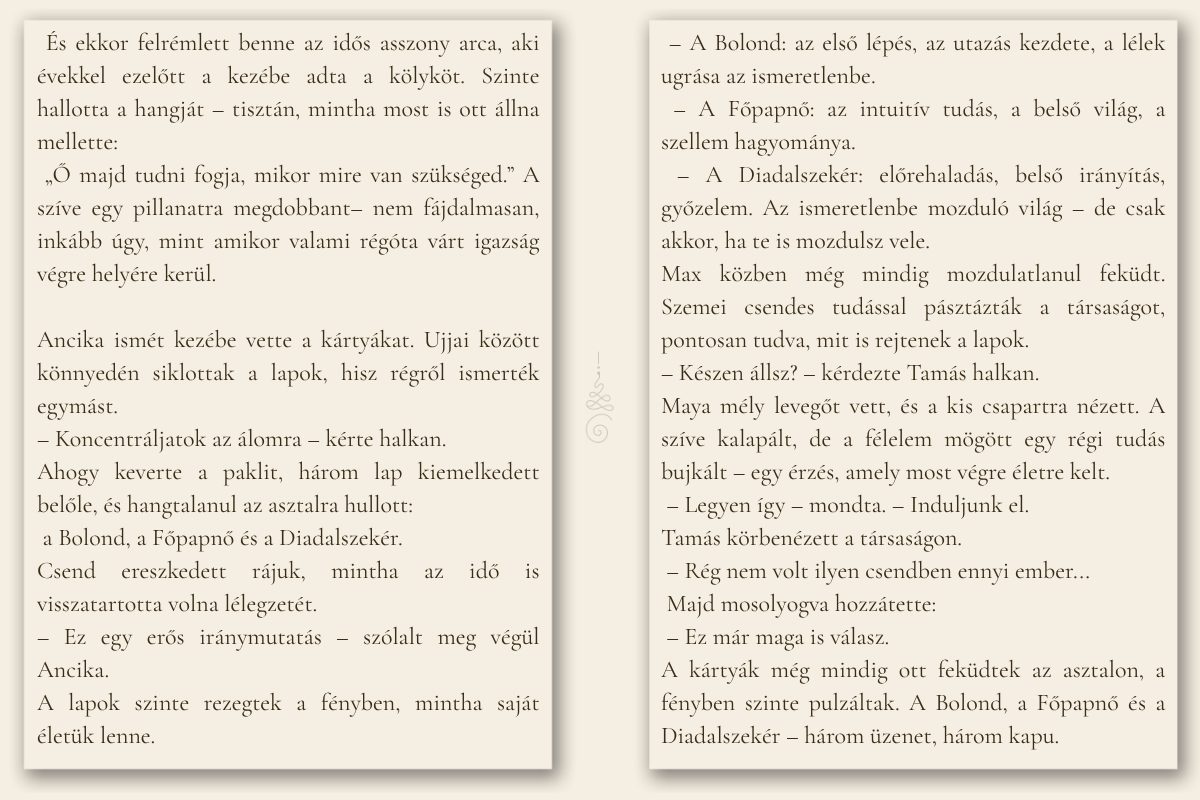 És ekkor felrémlett benne az idős asszony arca, aki
évekkel ezelőtt a kezébe adta a kölyköt. Szinte
hallotta a hangját – tisztán, mintha most is ott állna
mellette:
„Ő majd tudni fogja, mikor mire van szükséged.” A
szíve egy pillanatra megdobbant– nem fájdalmasan,
inkább úgy, mint amikor valami régóta várt igazság
végre helyére kerül.
Ancika ismét kezébe vette a kártyákat. Ujjai között
könnyedén siklottak a lapok, hisz régről ismerték
egymást.
– Koncentráljatok az álomra – kérte halkan.
Ahogy keverte a paklit, három lap kiemelkedett
belőle, és hangtalanul az asztalra hullott:
a Bolond, a Főpapnő és a Diadalszekér.
Csend ereszkedett rájuk, mintha az idő is
visszatartotta volna lélegzetét.
– Ez egy erős iránymutatás – szólalt meg végül
Ancika.
A lapok szinte rezegtek a fényben, mintha saját
életük lenne.
– A Bolond: az első lépés, az utazás kezdete, a lélek
ugrása az ismeretlenbe.
– A Főpapnő: az intuitív tudás, a belső világ, a
szellem hagyománya.
– A Diadalszekér: előrehaladás, belső irányítás,
győzelem. Az ismeretlenbe mozduló világ – de csak
akkor, ha te is mozdulsz vele.
Max közben még mindig mozdulatlanul feküdt.
Szemei csendes tudással pásztázták a társaságot,
pontosan tudva, mit is rejtenek a lapok.
– Készen állsz? – kérdezte Tamás halkan.
Maya mély levegőt vett, és a kis csapartra nézett. A
szíve kalapált, de a félelem mögött egy régi tudás
bujkált – egy érzés, amely most végre életre kelt.
– Legyen így – mondta. – Induljunk el.
Tamás körbenézett a társaságon.
– Rég nem volt ilyen csendben ennyi ember...
Majd mosolyogva hozzátette:
– Ez már maga is válasz.
A kártyák még mindig ott feküdtek az asztalon, a
fényben szinte pulzáltak. A Bolond, a Főpapnő és a
Diadalszekér – három üzenet, három kapu.